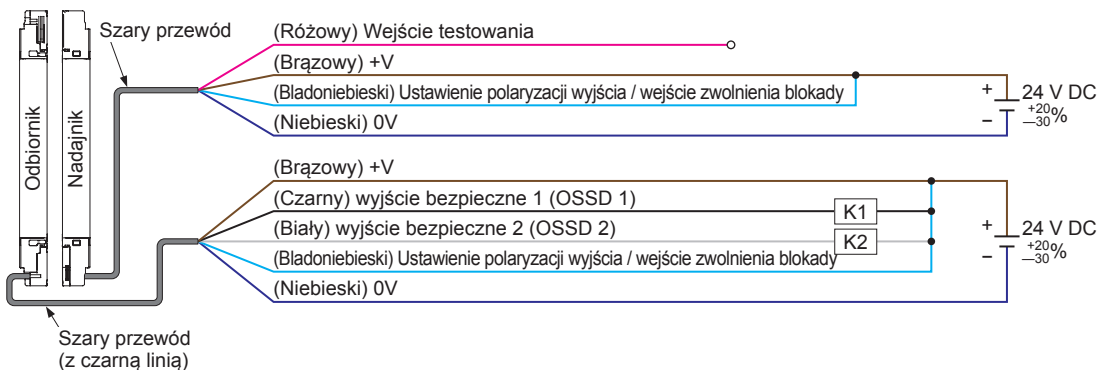 Szary przewód
Odbiornik
Nadajnik
(Różowy) Wejście testowania
(Brązowy) +V
(Bladoniebieski) Ustawienie polaryzacji wyjścia / wejście zwolnienia blokady
(Niebieski) 0V
+
−
24 V DC
+20
—30 %
(Brązowy) +V
(Czarny) wyjście bezpieczne 1 (OSSD 1)
K1
(Biały) wyjście bezpieczne 2 (OSSD 2)
K2
(Bladoniebieski) Ustawienie polaryzacji wyjścia / wejście zwolnienia blokady
(Niebieski) 0V
+
−
24 V DC
+20
—30 %
Szary przewód
(z czarną linią)